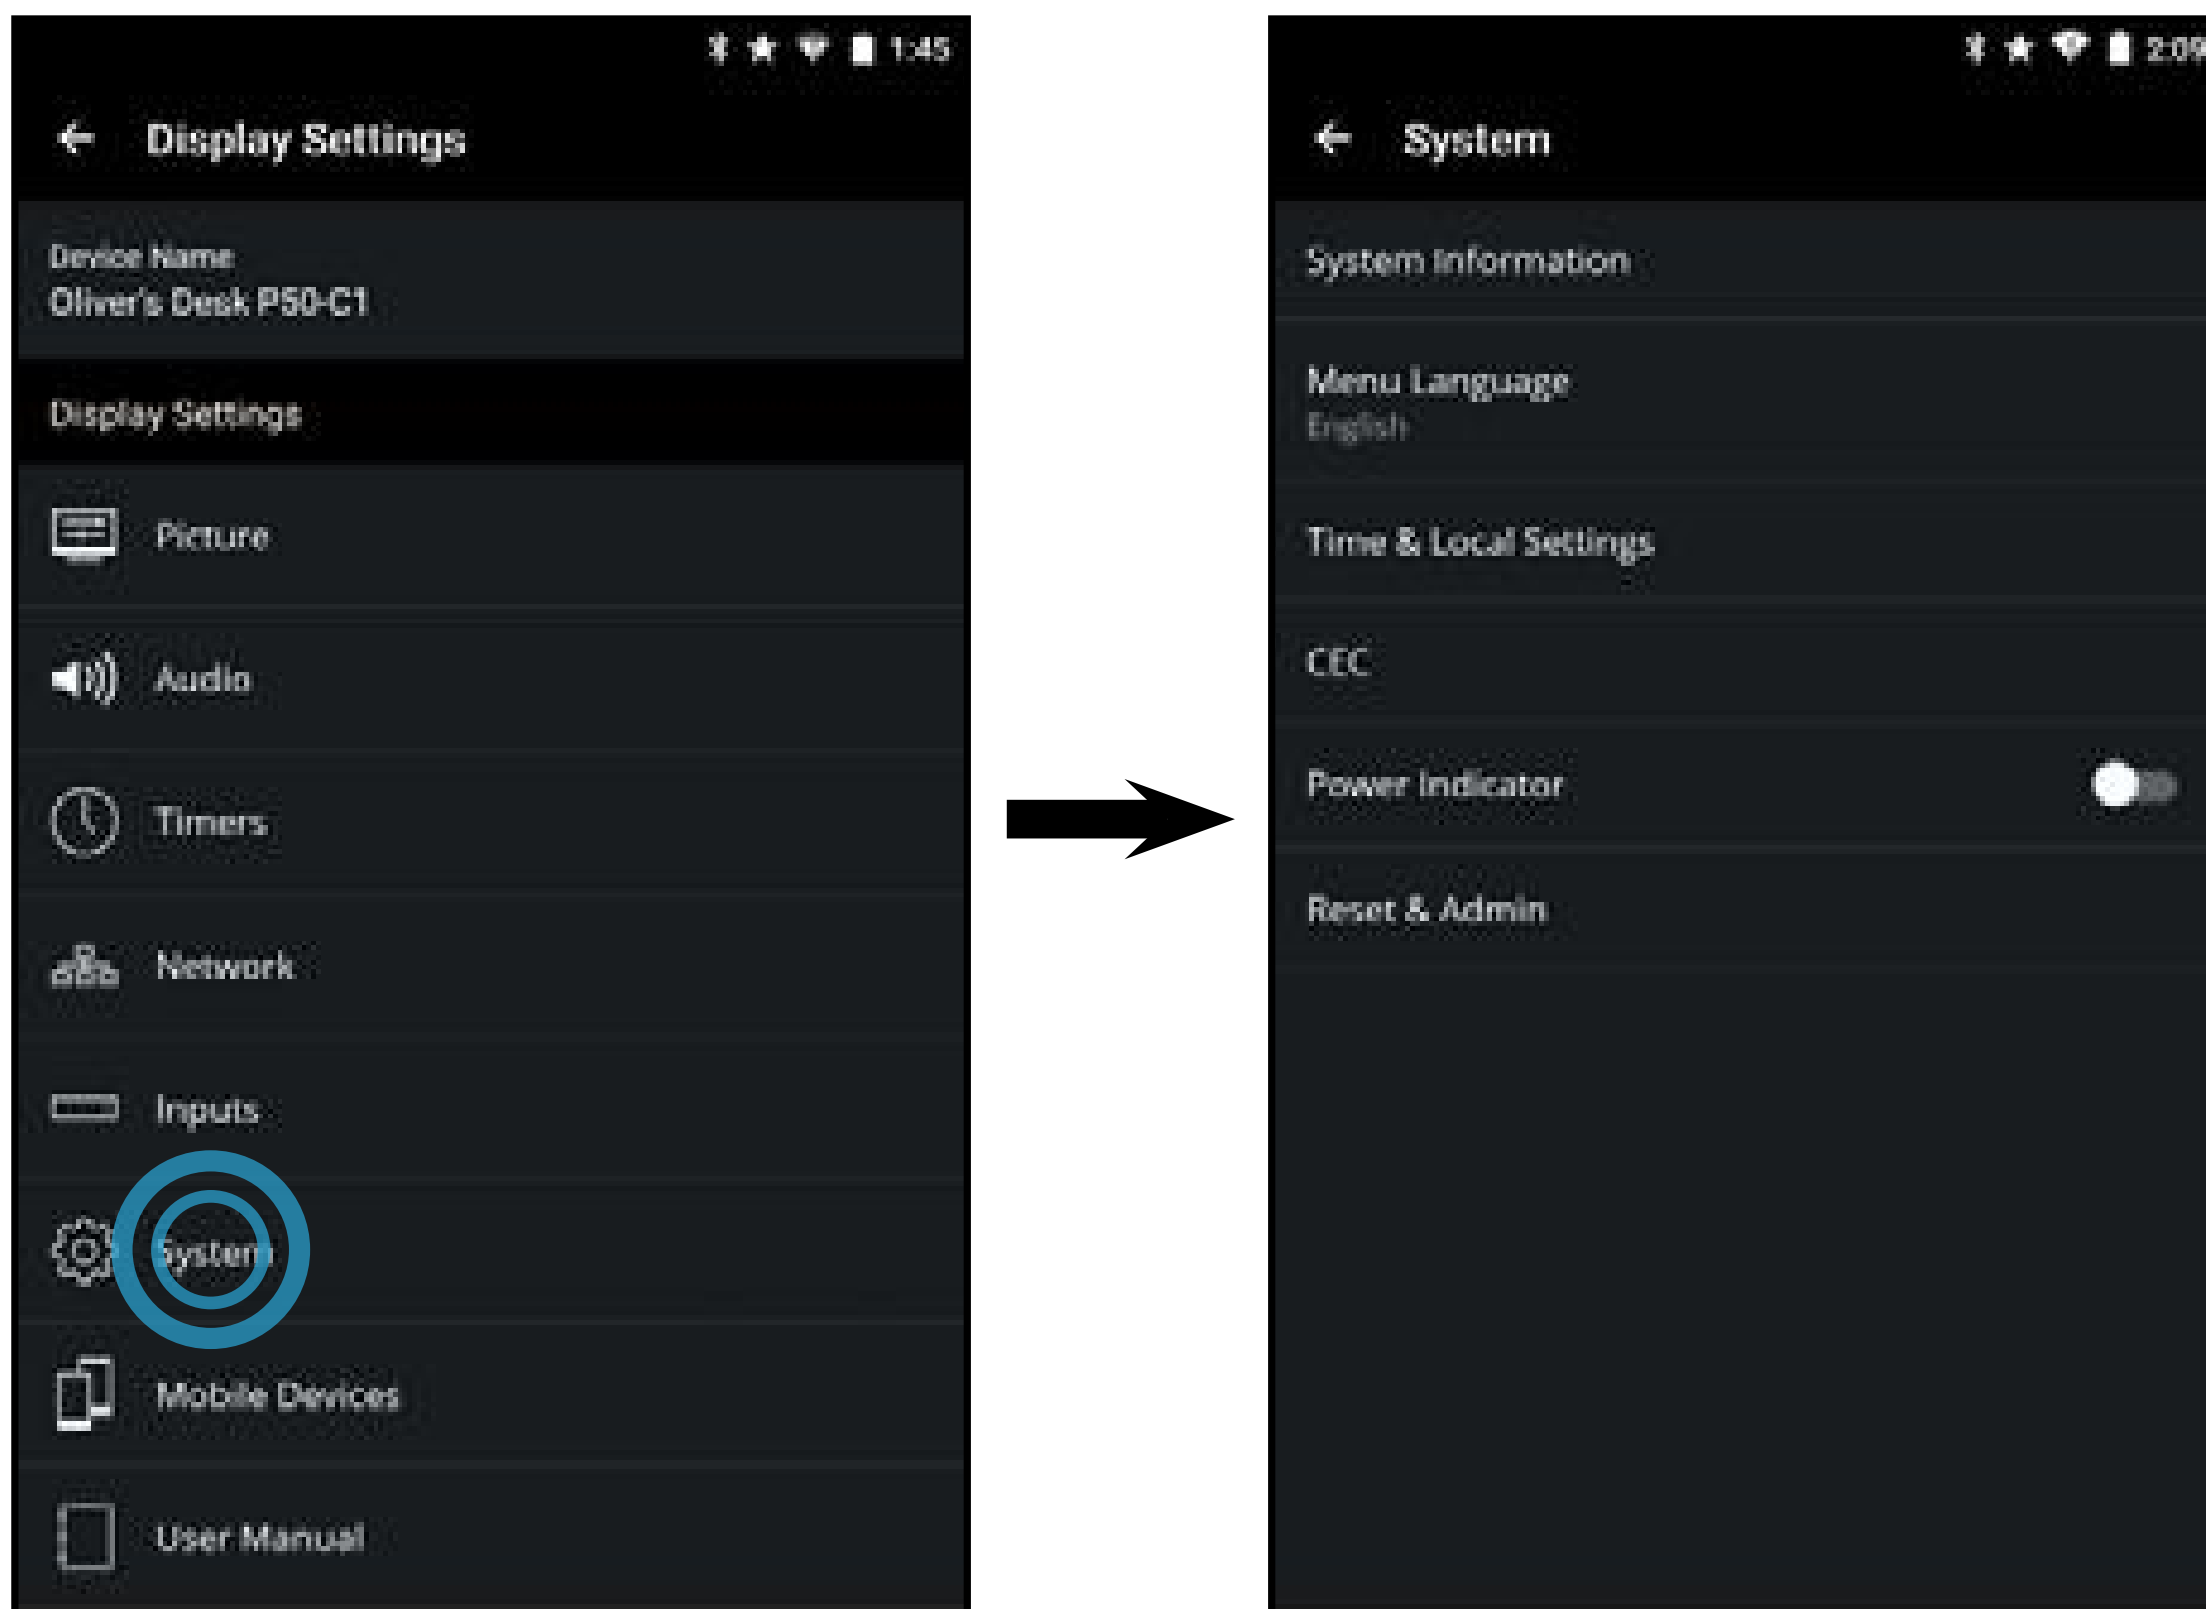 1:45
Display Settings
Device Name
Oliver's Desk P50-C1
Display Settings
Picture
Audio
Timers
Network
Inputs
System
Mobile Devices
User Manual
2:09
System
System Information
Menu Language
English
Time & Local Settings
CEC
Power Indicator
Reset & Admin